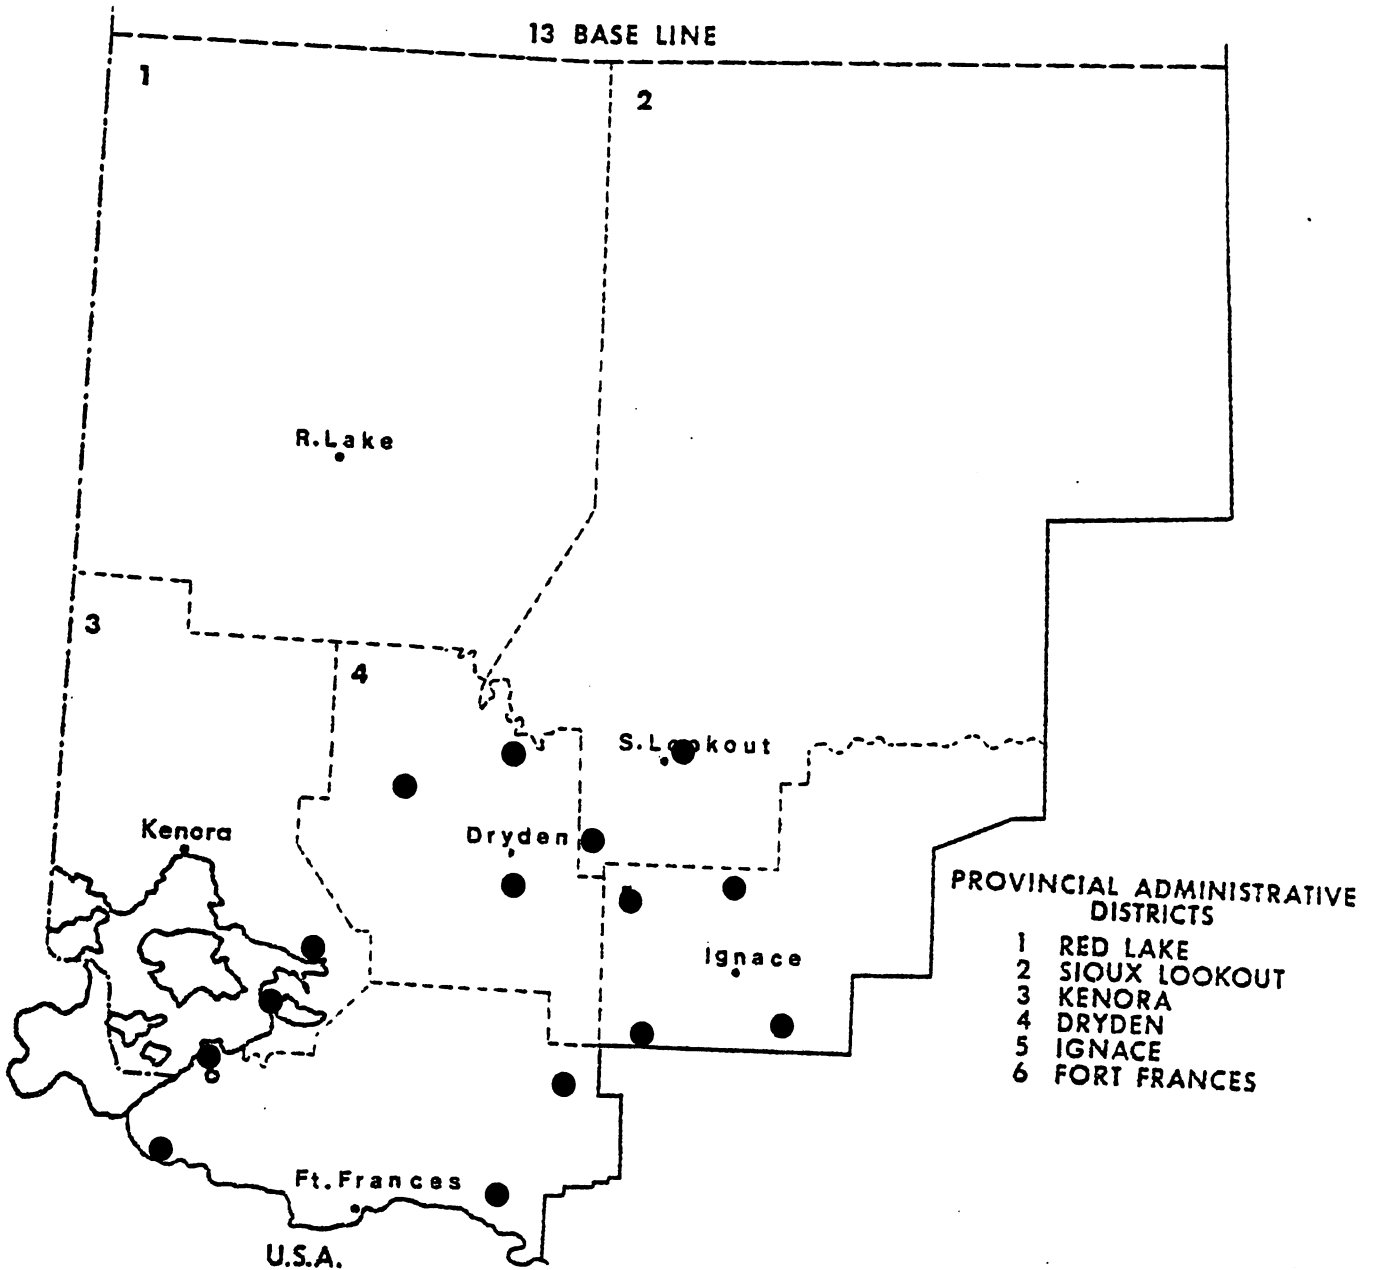 13 BASE LINE
1
2
R.Lake
3
4
S.Lookout
Kenora
Dryden
PROVINCIAL ADMINISTRATIVE
DISTRICTS
1 RED LAKE
2 SIOUX LOOKOUT
3 KENORA
4 DRYDEN
5 IGNACE
6 FORT FRANCES
Ignace
Ft.Frances
U.S.A.